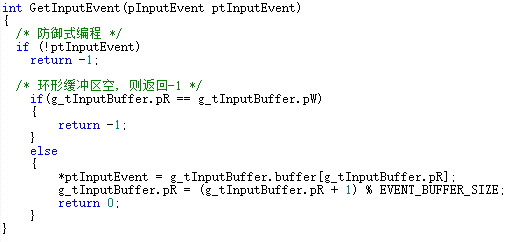 int GetInputEvent(pInputEvent ptInputEvent)
{
/* 防御式编程 */
if (!ptInputEvent)
return -1;
/* 环形缓冲区空, 则返回-1 */
if(g_tInputBuffer.pR == g_tInputBuffer.pW)
{
return -1;
}
else
{
*ptInputEvent = g_tInputBuffer.buffer[g_tInputBuffer.pR];
g_tInputBuffer.pR = (g_tInputBuffer.pR + 1) % EVENT_BUFFER_SIZE;
return 0;
}
}